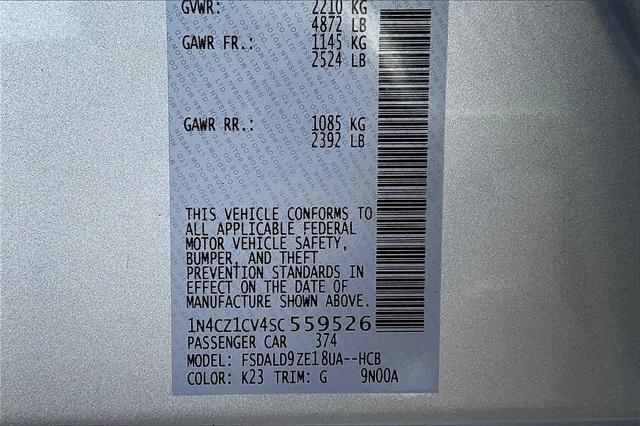 GVWR: 2210 KG
4872 LB
GAWR FR.: 1145 KG
2524 LB
GAWR RR.: 1085 KG
2392 LB
THIS VEHICLE CONFORMS TO
ALL APPLICABLE FEDERAL
MOTOR VEHICLE SAFETY,
BUMPER, AND THEFT
PREVENTION STANDARDS IN
EFFECT ON THE DATE OF
MANUFACTURE SHOWN ABOVE.
1N4CZ1CV4SC559526
PASSENGER CAR 374
MODEL: FSDALD9ZE18UA--HCB
COLOR: K23 TRIM: G 9N00A